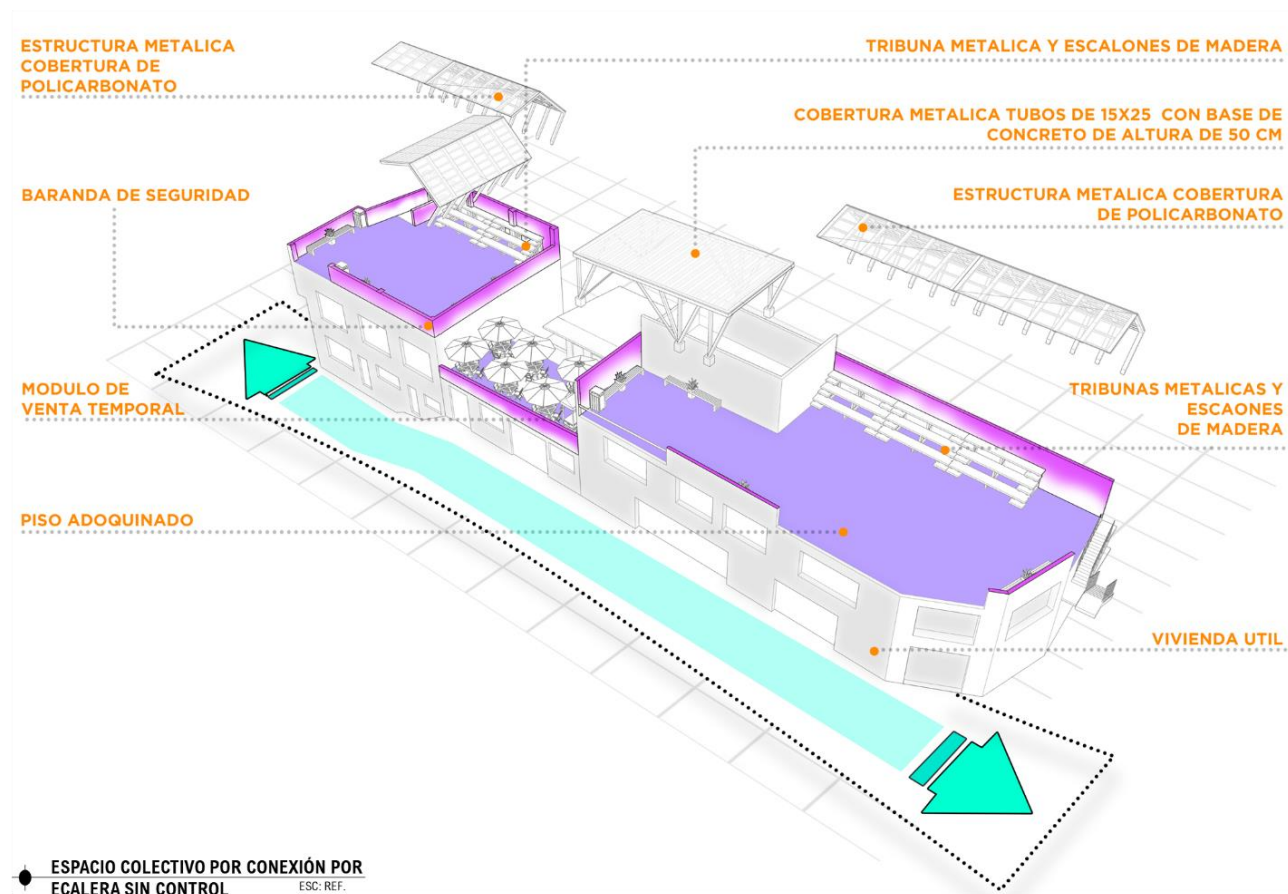 ESTRUCTURA METALICA
COBERTURA DE
POLICARBONATO
TRIBUNA METALICA Y ESCALONES DE MADERA
COBERTURA METALICA TUBOS DE 15X25 CON BASE DE
CONCRETO DE ALTURA DE 50 CM
BARANDA DE SEGURIDAD
ESTRUCTURA METALICA COBERTURA
DE POLICARBONATO
MODULO DE
VENTA TEMPORAL
TRIBUNAS METALICAS Y
ESCAONES
DE MADERA
PISO ADOQUINADO
VIVIENDA UTIL
ESPACIO COLECTIVO POR CONEXIÓN POR
ECALERA SIN CONTROL
ESC: REF.